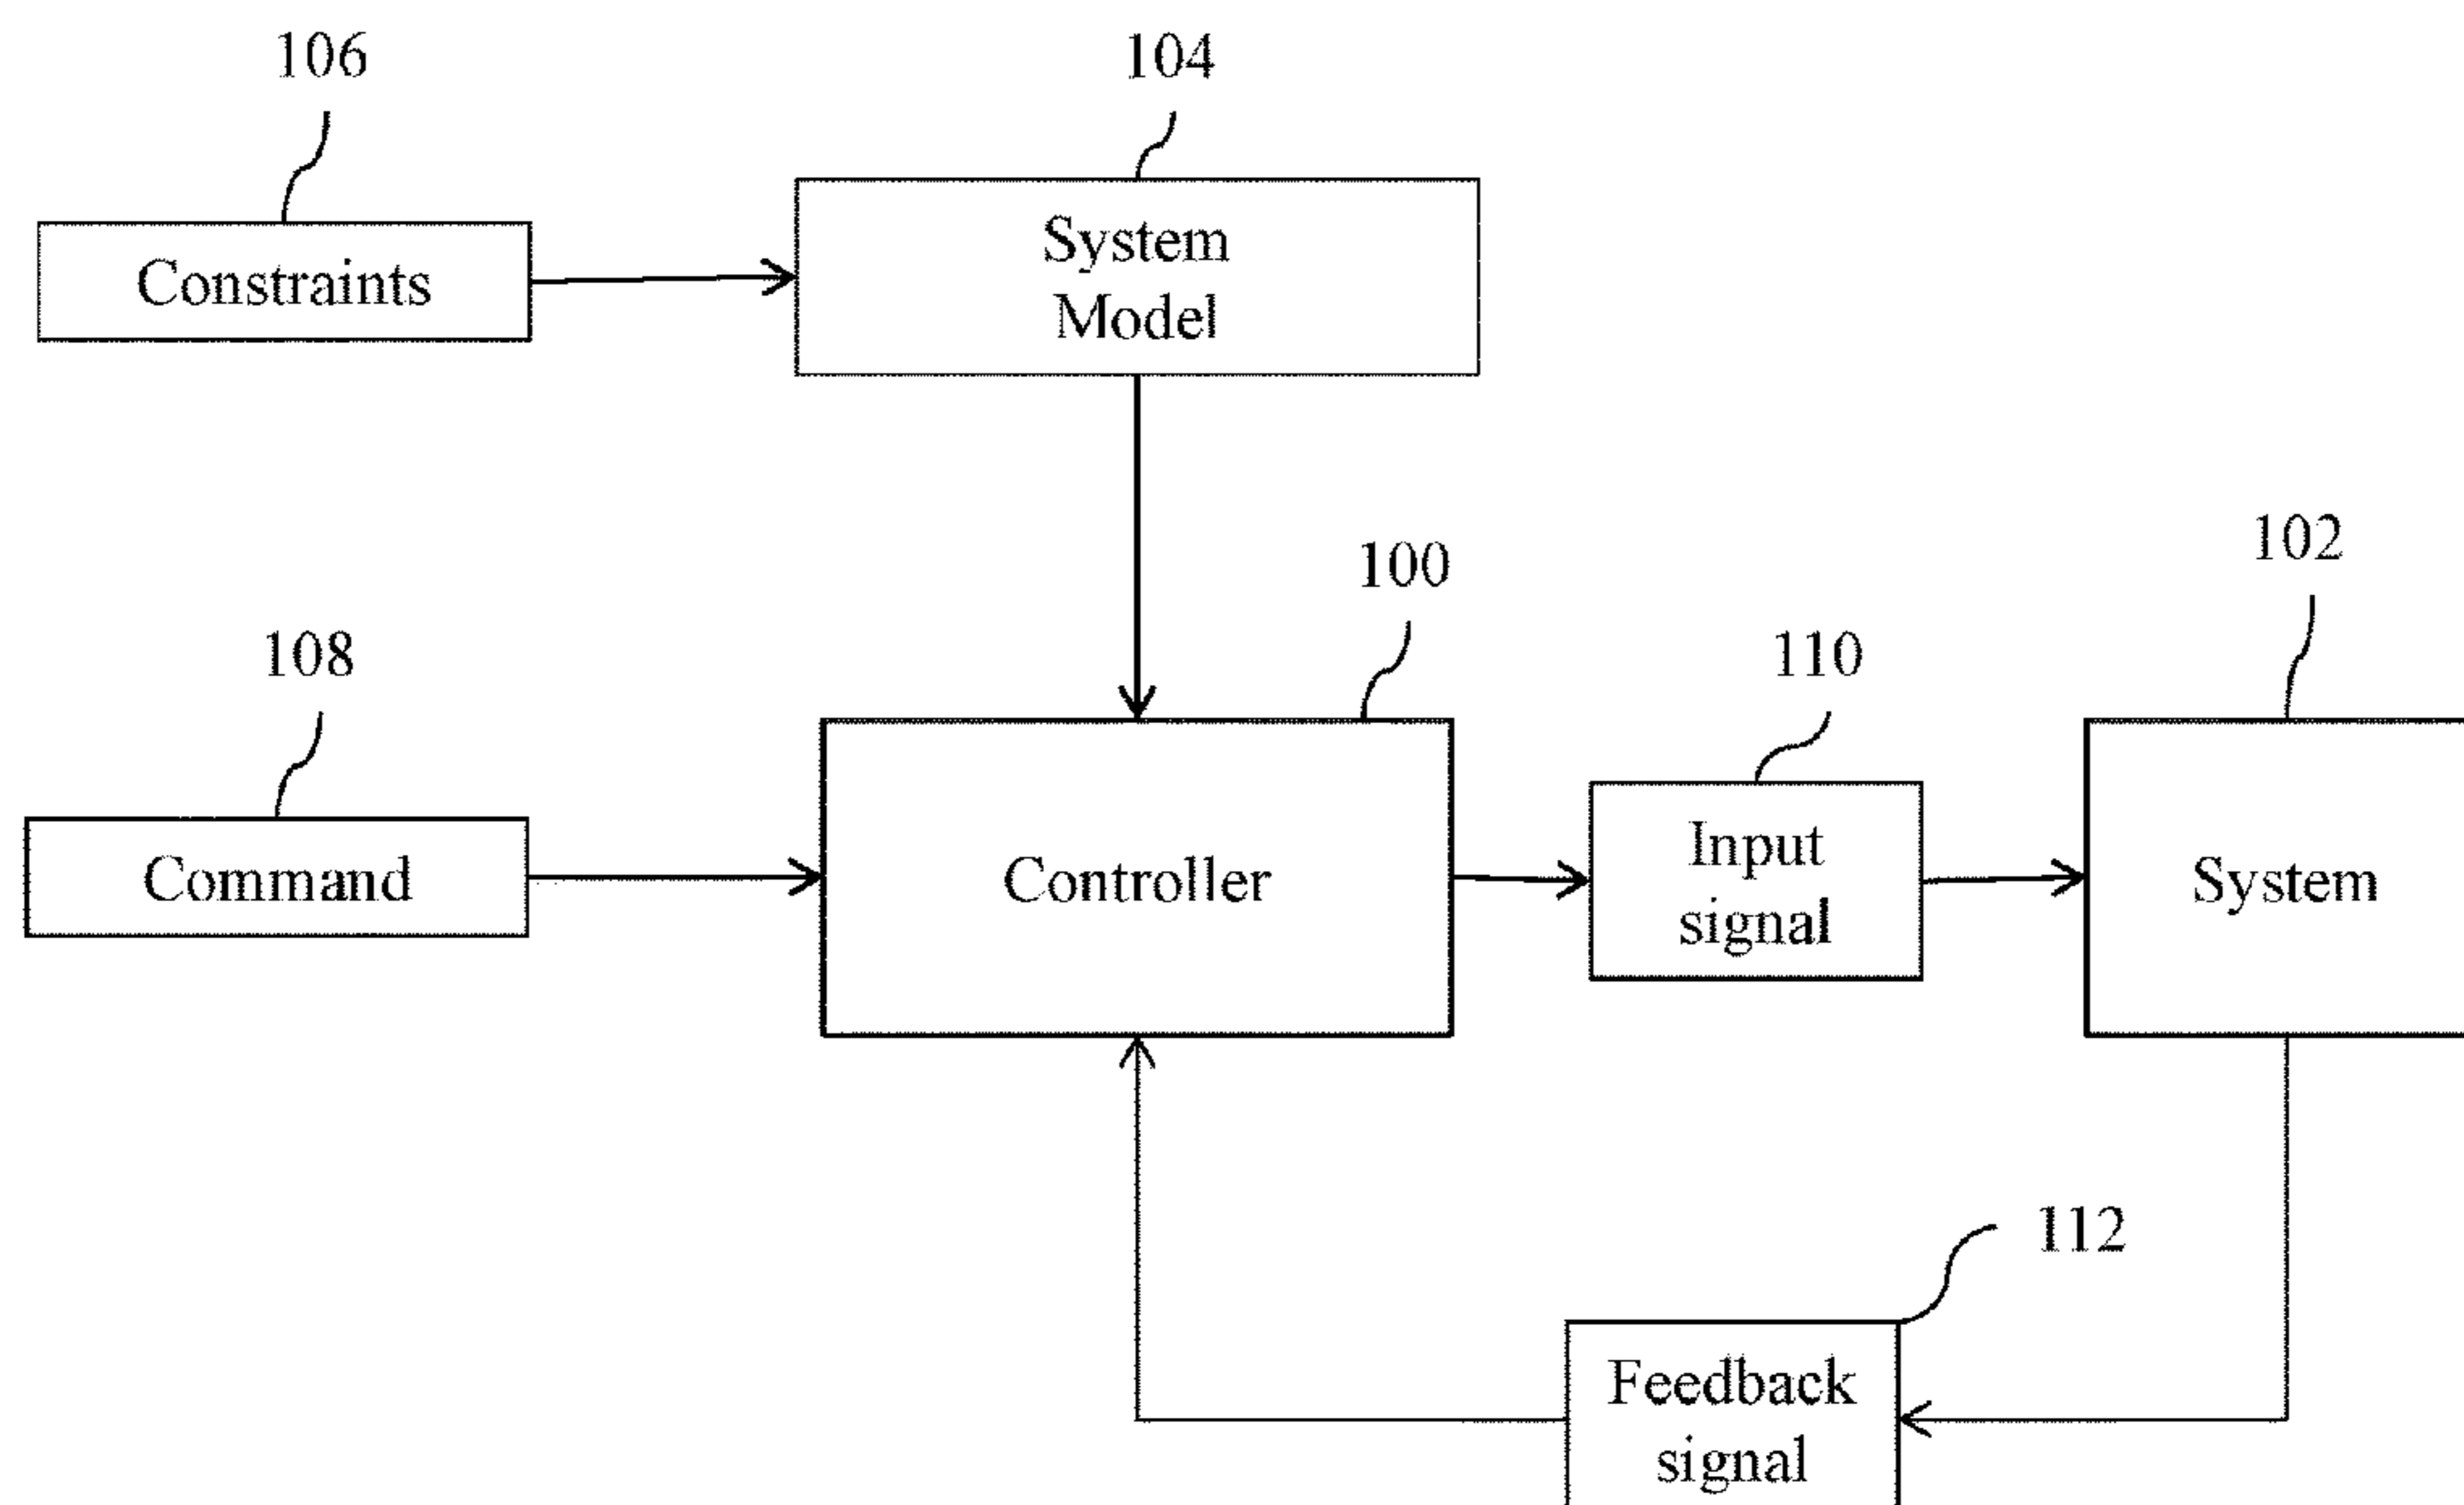 106
104
Constraints
System
Model
100
102
108
110
Command
Controller
Input
signal
System
112
Feedback
signal